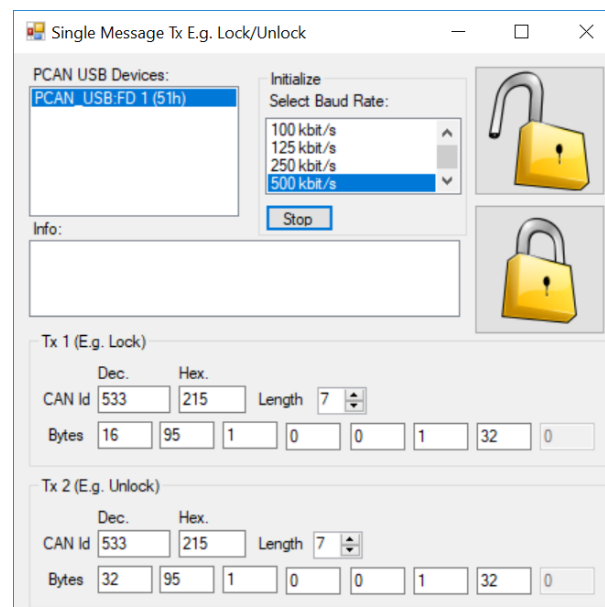 Single Message Tx E.g. Lock/Unlock
PCAN USB Devices:
PCAN_USB:FD 1 (51h)
Initialize
Select Baud Rate:
100 kbit/s
125 kbit/s
250 kbit/s
500 kbit/s
Stop
Info:
Tx 1 (E.g. Lock)
Dec. Hex.
CAN Id 533 215 Length 7
Bytes 16 95 1 0 0 1 32 0
Tx 2 (E.g. Unlock)
Dec. Hex.
CAN Id 533 215 Length 7
Bytes 32 95 1 0 0 1 32 0